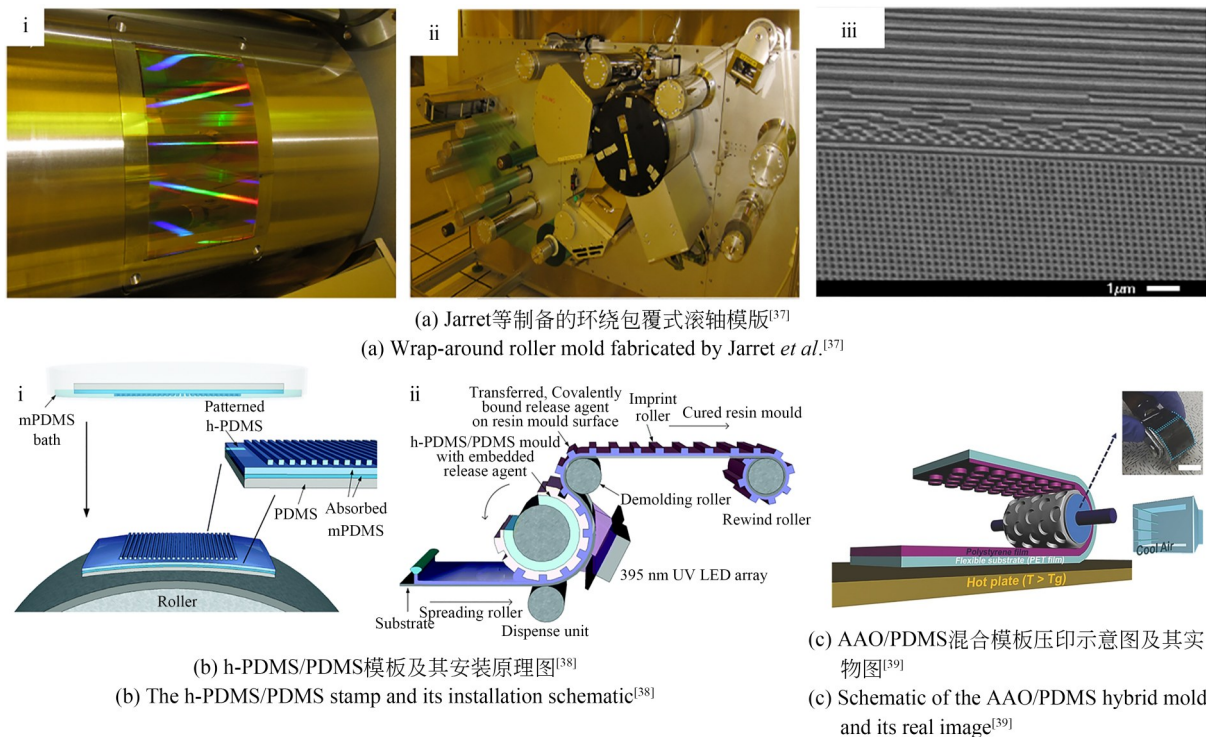 i
ii
iii
1μm
(a) Jarret等制备的环绕包覆式滚轴模版[37]
(a) Wrap-around roller mold fabricated by Jarret et al.[37]
i
mPDMS
bath
Patterned
h-PDMS
PDMS
Absorbed
mPDMS
Roller
ii
Transferred, Covalently
bound release agent
on resin mould surface
Imprint
roller
Cured resin mould
h-PDMS/PDMS mould
with embedded
release agent
Demolding roller
Rewind roller
395 nm UV LED array
Substrate
Spreading roller
Dispense unit
(b) h-PDMS/PDMS模板及其安装原理图[38]
(b) The h-PDMS/PDMS stamp and its installation schematic[38]
Cool Air
Polystyrene film
Flexible substrate (PET film)
Hot plate (T > Tg)
(c) AAO/PDMS混合模板压印示意图及其实
物图[39]
(c) Schematic of the AAO/PDMS hybrid mold
and its real image[39]